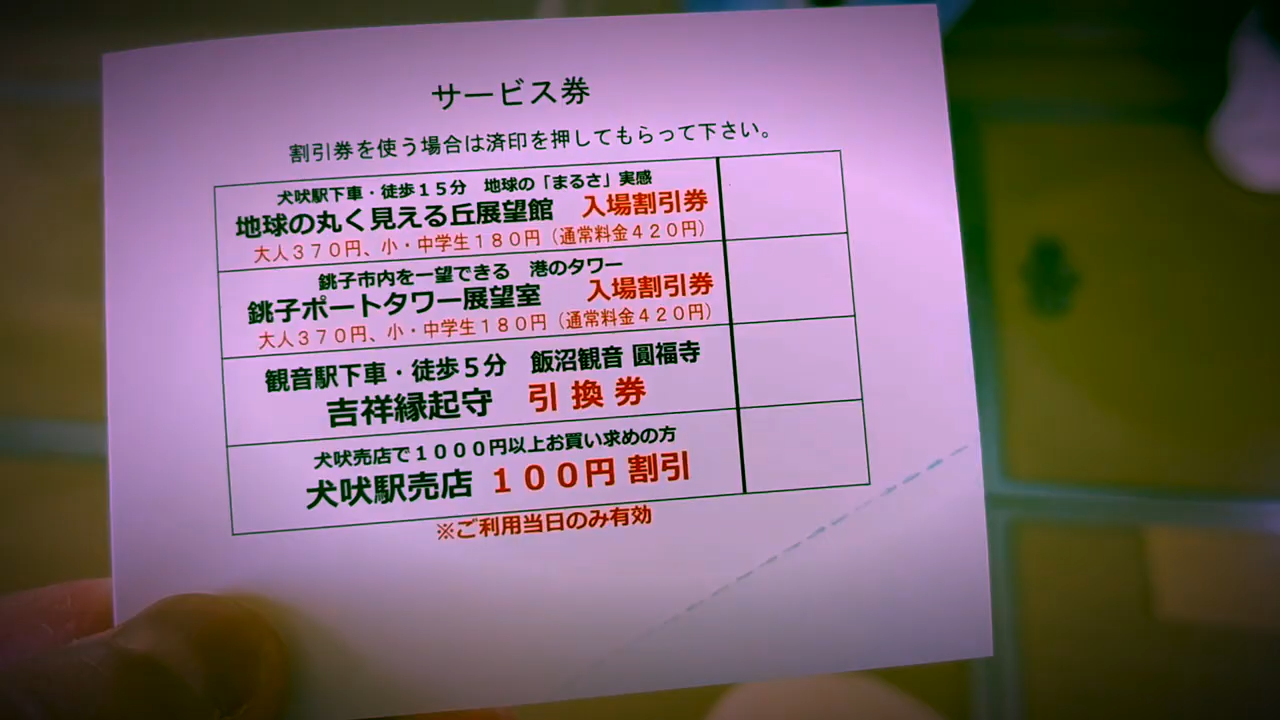 サービス券
割引券を使う場合は済印を押してもらって下さい。
犬吠駅下車・徒歩15分 地球の「まるさ」実感
地球の丸く見える丘展望館 入場割引券
大人370円、小・中学生180円（通常料金420円）
銚子市内を一望できる 港のタワー
銚子ポートタワー展望室 入場割引券
大人370円、小・中学生180円（通常料金420円）
観音駅下車・徒歩5分 飯沼観音 圓福寺
吉祥縁起守 引換券
犬吠売店で1000円以上お買い求めの方
犬吠駅売店 100円 割引
※ご利用当日のみ有効